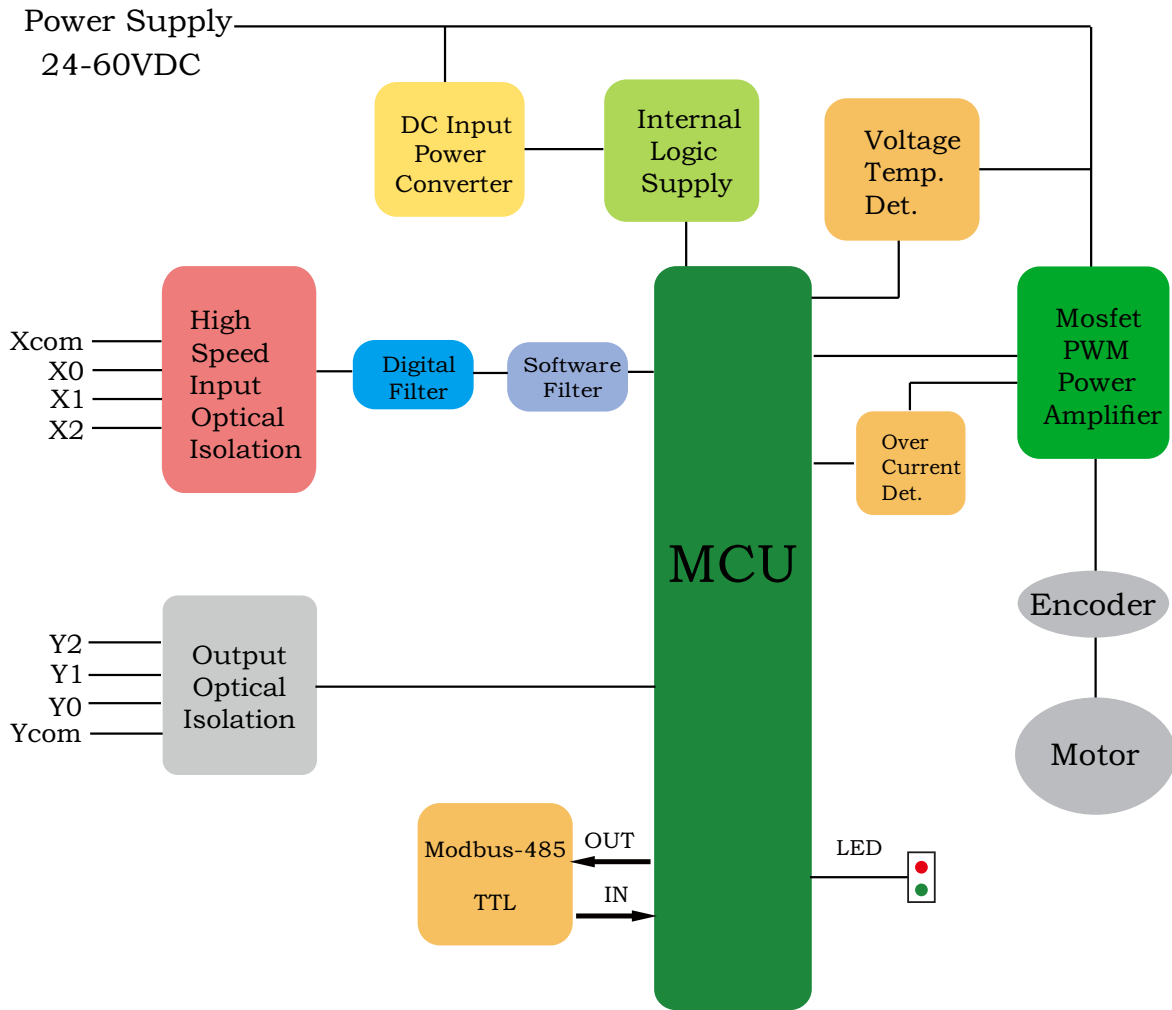 Power Supply
24-60VDC
DC Input
Power
Converter
Internal
Logic
Supply
Voltage
Temp.
Det.
High
Speed
Input
Optical
Isolation
Xcom
X0
X1
X2
Digital
Filter
Software
Filter
Mosfet
PWM
Power
Amplifier
Over
Current
Det.
MCU
Encoder
Motor
Y2
Y1
Y0
Ycom
Output
Optical
Isolation
Modbus-485
TTL
OUT
IN
LED